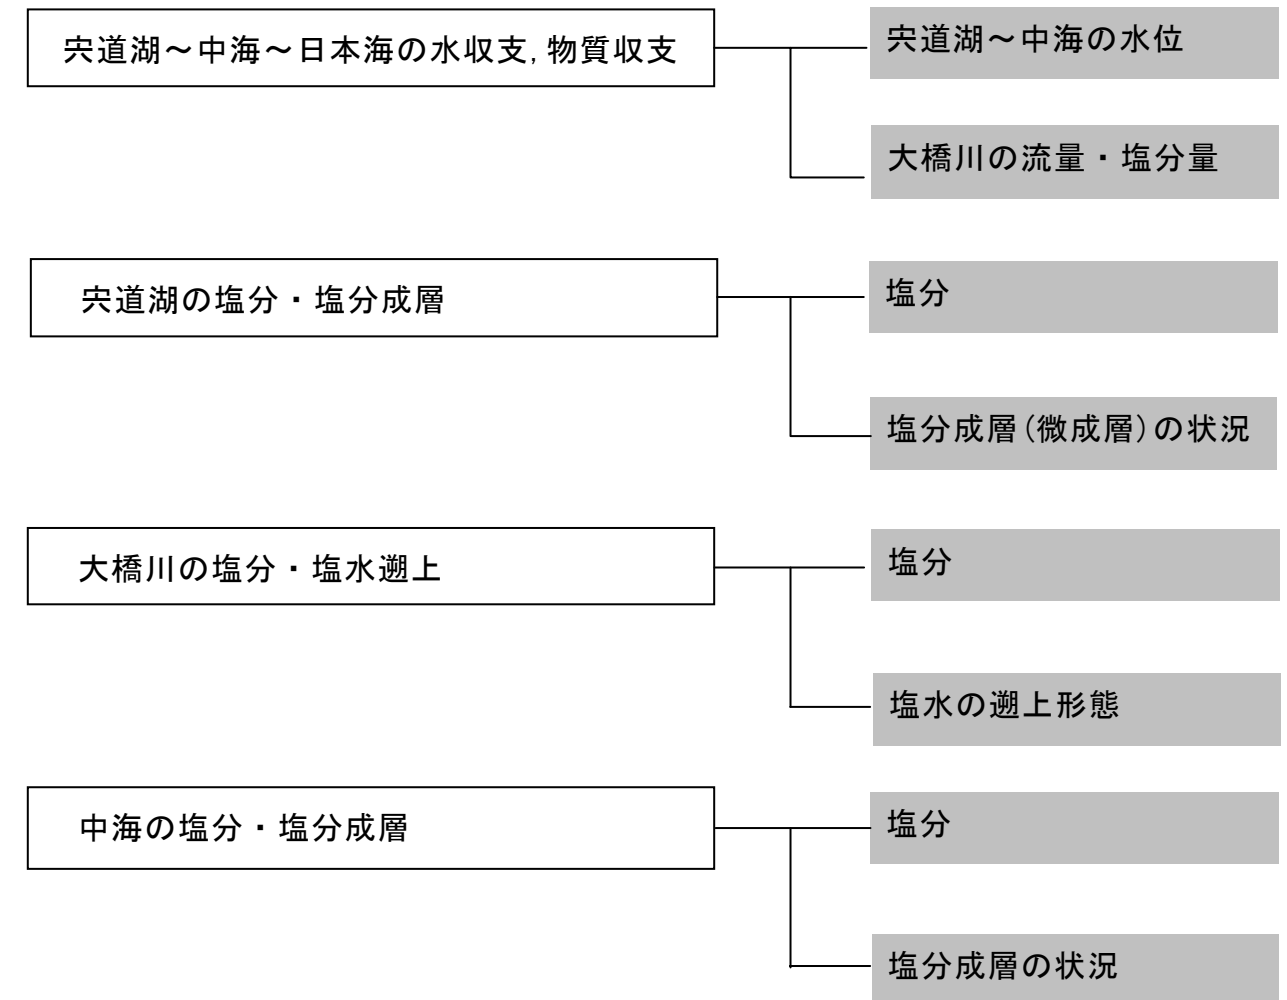 宍道湖～中海～日本海の水収支,物質収支
宍道湖～中海の水位
大橋川の流量・塩分量
宍道湖の塩分・塩分成層
塩分
塩分成層(微成層)の状況
大橋川の塩分・塩水遡上
塩分
塩水の遡上形態
中海の塩分・塩分成層
塩分
塩分成層の状況